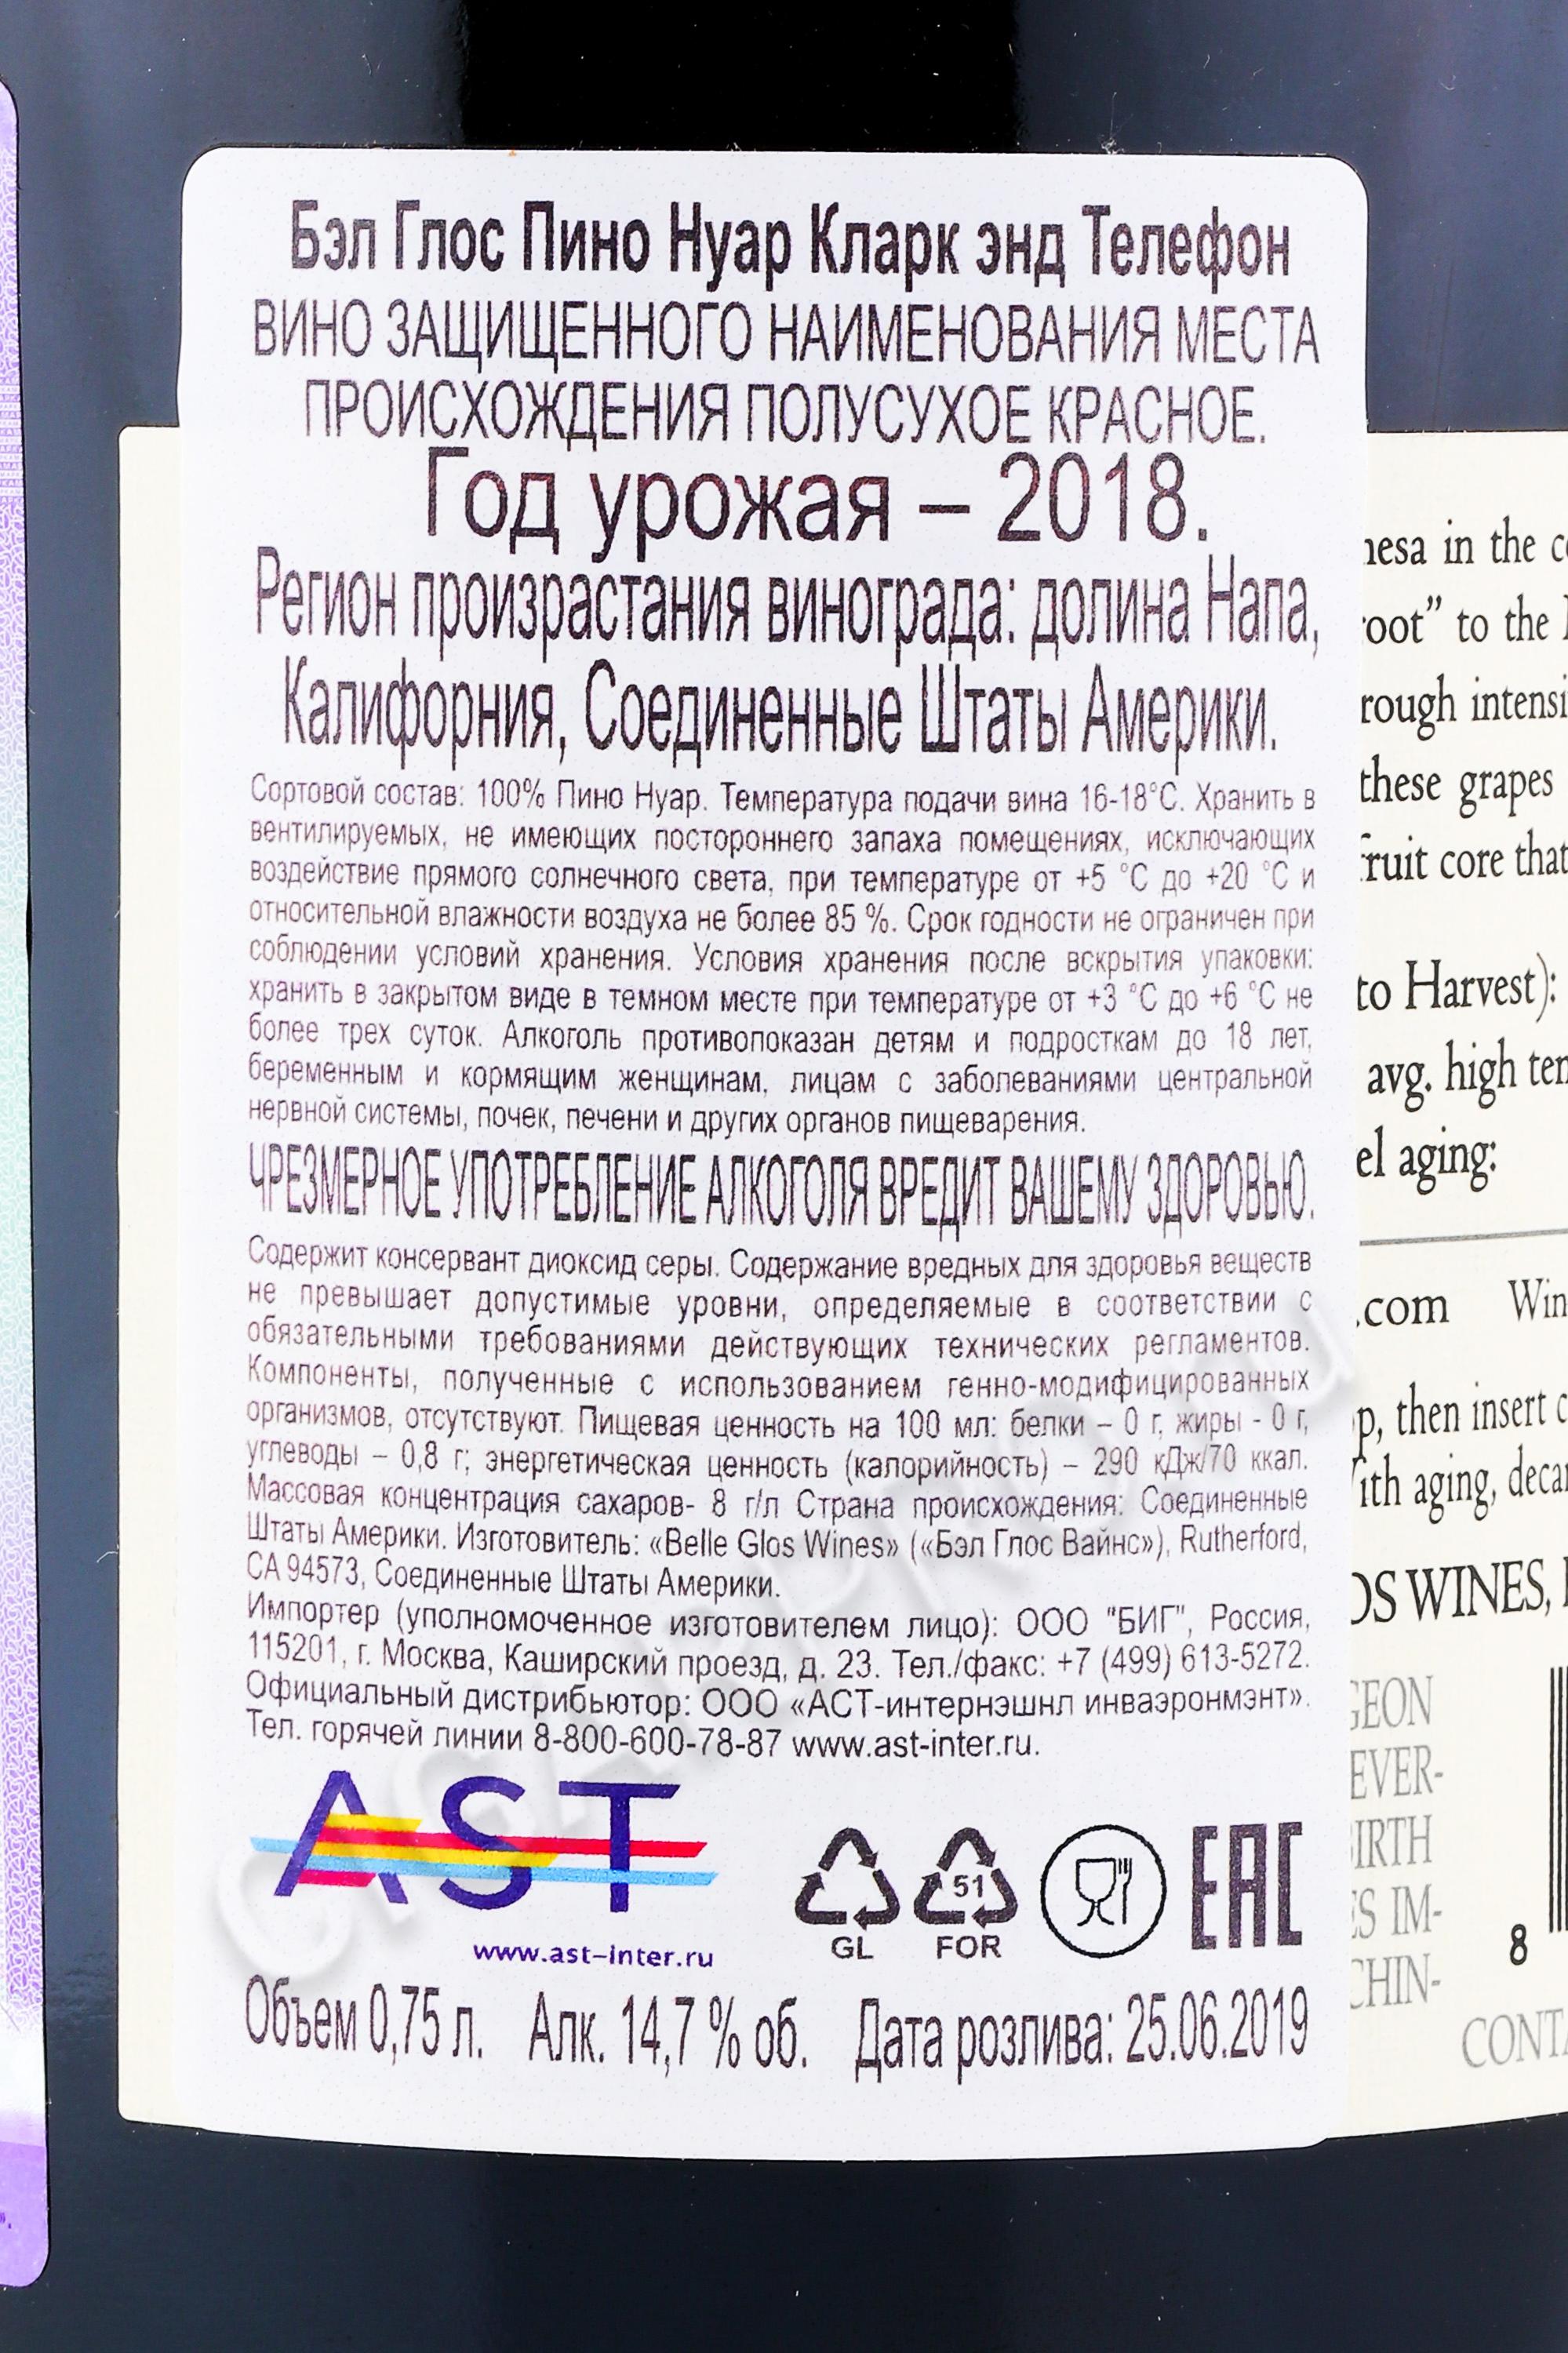 Бэл Глос Пино Нуар Кларк энд Телефон
ВИНО ЗАЩИЩЕННОГО НАИМЕНОВАНИЯ МЕСТА
ПРОИСХОЖДЕНИЯ ПОЛУСУХОЕ КРАСНОЕ.
Год урожая – 2018.
Регион произрастания винограда: долина Напа,
Калифорния, Соединенные Штаты Америки.
Сортовой состав: 100% Пино Нуар. Температура подачи вина 16-18°С. Хранить в
вентилируемых, не имеющих постороннего запаха помещениях, исключающих
воздействие прямого солнечного света, при температуре от +5 °С до +20 °С и
относительной влажности воздуха не более 85 %. Срок годности не ограничен при
соблюдении условий хранения. Условия хранения после вскрытия упаковки:
хранить в закрытом виде в темном месте при температуре от +3 °С до +6 °С не
более трех суток. Алкоголь противопоказан детям и подросткам до 18 лет,
беременным и кормящим женщинам, лицам с заболеваниями центральной
нервной системы, почек, печени и других органов пищеварения.
ЧРЕЗМЕРНОЕ УПОТРЕБЛЕНИЕ АЛКОГОЛЯ ВРЕДИТ ВАШЕМУ ЗДОРОВЬЮ.
Содержит консервант диоксид серы. Содержание вредных для здоровья веществ
не превышает допустимые уровни, определяемые в соответствии с
обязательными требованиями действующих технических регламентов.
Компоненты, полученные с использованием генно-модифицированных
организмов, отсутствуют. Пищевая ценность на 100 мл: белки – 0 г, жиры - 0 г,
углеводы – 0,8 г; энергетическая ценность (калорийность) – 290 кДж/70 ккал.
Массовая концентрация сахаров- 8 г/л Страна происхождения: Соединенные
Штаты Америки. Изготовитель: «Belle Glos Wines» («Бэл Глос Вайнс»), Rutherford,
CA 94573, Соединенные Штаты Америки.
Импортер (уполномоченное изготовителем лицо): ООО "БИГ", Россия,
115201, г. Москва, Каширский проезд, д. 23. Тел./факс: +7 (499) 613-5272.
Официальный дистрибьютор: ООО «АСТ-интернэшнл инваэронмэнт».
Тел. горячей линии 8-800-600-78-87 www.ast-inter.ru.
AST
www.ast-inter.ru
GL
51
FOR
EAC
Объем 0,75 л. Алк. 14,7 % об. Дата розлива: 25.06.2019
in the
oot” to the
rough intensi
these grapes
ruit core that
to Harvest):
avg. high
el aging:
.com
p, then insert
ith aging,
OS WINES,
GEON
EVER-
IRTH
IM-
CHIN-
8